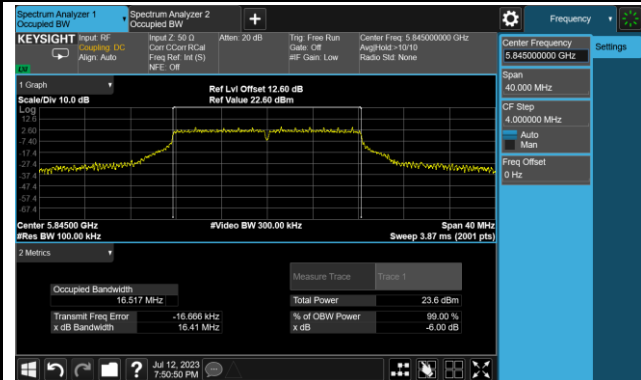 Spectrum Analyzer 1
Occupied BW
Spectrum Analyzer 2
Occupied BW
+
Frequency
KEYSIGHT
Input: RF
Coupling: DC
Align: Auto
Input Z: 50 Ω
Corr CCorr RCal
Freq Ref: Int (S)
NFE: Off
Atten: 20 dB
Trig: Free Run
Gate: Off
#IF Gain: Low
Center Freq: 5.845000000 GHz
Avg|Hold:>10/10
Radio Std: None
Center Frequency
5.845000000 GHz
Settings
Span
40.000 MHz
CF Step
4.000000 MHz
Auto
Man
Freq Offset
0 Hz
1 Graph
Scale/Div 10.0 dB
Ref Lvl Offset 12.60 dB
Ref Value 22.60 dBm
Log
12.6
2.60
-7.40
-17.4
-27.4
-37.4
-47.4
-57.4
-67.4
Center 5.84500 GHz
#Res BW 100.00 kHz
#Video BW 300.00 kHz
Span 40 MHz
Sweep 3.87 ms (2001 pts)
2 Metrics
Measure Trace
Trace 1
Occupied Bandwidth
16.517 MHz
Total Power
23.6 dBm
Transmit Freq Error
-16.666 kHz
% of OBW Power
99.00 %
x dB Bandwidth
16.41 MHz
x dB
-6.00 dB
?
Jul 12, 2023
7:50:50 PM